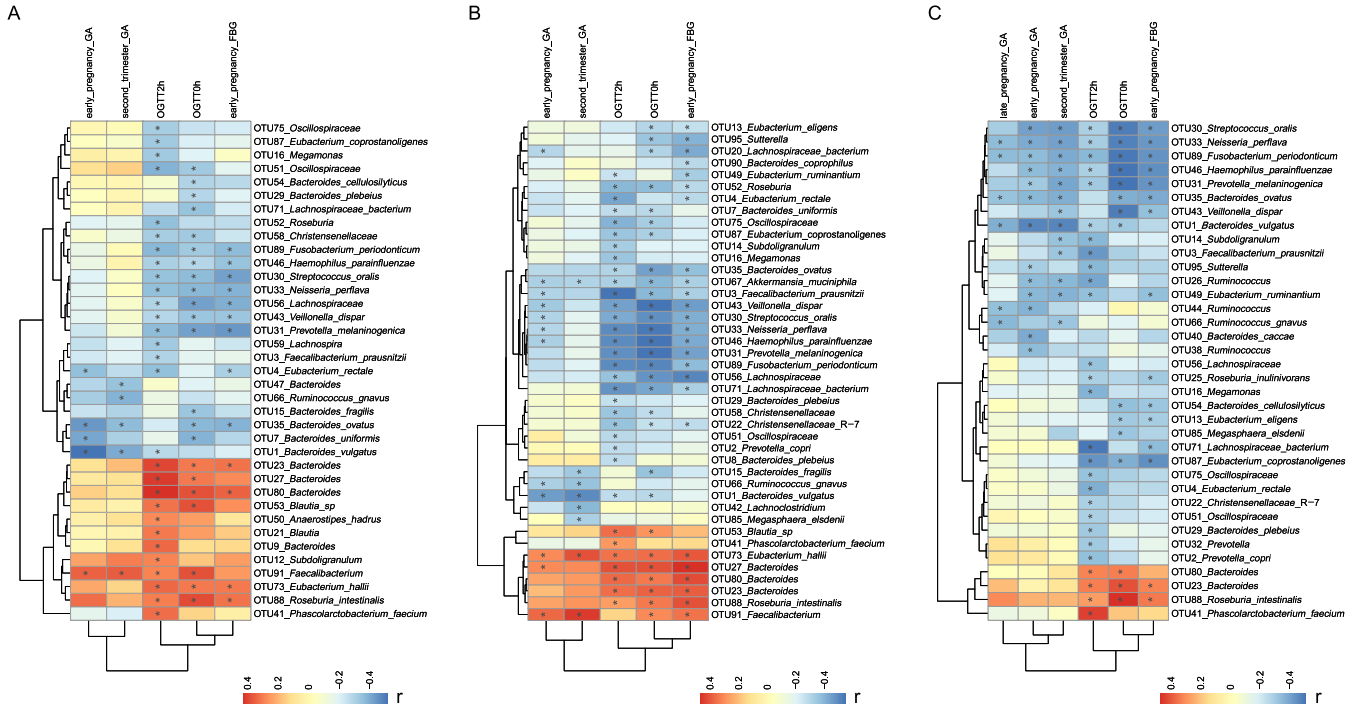 A
early_pregnancy_GA
second_trimester_GA
OGTT2h
OGTT0h
early_pregnancy_FBG
OTU75_Oscillospiraceae
OTU87_Eubacterium_coprostanoligenes
OTU16_Megamonas
OTU51_Oscillospiraceae
OTU54_Bacteroides_cellulosilyticus
OTU29_Bacteroides_plebeius
OTU71_Lachnospiraceae_bacterium
OTU52_Roseburia
OTU58_Christensenellaceae
OTU89_Fusobacterium_periodonticum
OTU46_Haemophilus_parainfluenzae
OTU30_Streptococcus_oralis
OTU33_Neisseria_perflava
OTU56_Lachnospiraceae
OTU43_Veillonella_dispar
OTU31_Prevotella_melaninogenica
OTU59_Lachnospira
OTU3_Faecalibacterium_prausnitzii
OTU4_Eubacterium_rectale
OTU47_Bacteroides
OTU66_Ruminococcus_gnavus
OTU15_Bacteroides_fragilis
OTU35_Bacteroides_ovatus
OTU7_Bacteroides_uniformis
OTU1_Bacteroides_vulgatus
OTU23_Bacteroides
OTU27_Bacteroides
OTU80_Bacteroides
OTU53_Blautia_sp
OTU50_Anaerostipes_hadrus
OTU21_Blautia
OTU9_Bacteroides
OTU12_Subdoligranulum
OTU91_Faecalibacterium
OTU73_Eubacterium_hallii
OTU88_Roseburia_intestinalis
OTU41_Phascolarctobacterium_faecium
0.4
0.2
0
−0.2
−0.4
r
B
early_pregnancy_GA
second_trimester_GA
OGTT2h
OGTT0h
early_pregnancy_FBG
OTU13_Eubacterium_eligens
OTU95_Sutterella
OTU20_Lachnospiraceae_bacterium
OTU90_Bacteroides_coprophilus
OTU49_Eubacterium_ruminantium
OTU52_Roseburia
OTU4_Eubacterium_rectale
OTU7_Bacteroides_uniformis
OTU75_Oscillospiraceae
OTU87_Eubacterium_coprostanoligenes
OTU14_Subdoligranulum
OTU16_Megamonas
OTU35_Bacteroides_ovatus
OTU67_Akkermansia_muciniphila
OTU3_Faecalibacterium_prausnitzii
OTU43_Veillonella_dispar
OTU30_Streptococcus_oralis
OTU33_Neisseria_perflava
OTU46_Haemophilus_parainfluenzae
OTU31_Prevotella_melaninogenica
OTU89_Fusobacterium_periodonticum
OTU56_Lachnospiraceae
OTU71_Lachnospiraceae_bacterium
OTU29_Bacteroides_plebeius
OTU58_Christensenellaceae
OTU22_Christensenellaceae_R−7
OTU51_Oscillospiraceae
OTU2_Prevotella_copri
OTU8_Bacteroides_plebeius
OTU15_Bacteroides_fragilis
OTU66_Ruminococcus_gnavus
OTU1_Bacteroides_vulgatus
OTU42_Lachnoclostridium
OTU85_Megasphaera_elsdenii
OTU53_Blautia_sp
OTU41_Phascolarctobacterium_faecium
OTU73_Eubacterium_hallii
OTU27_Bacteroides
OTU80_Bacteroides
OTU23_Bacteroides
OTU88_Roseburia_intestinalis
OTU91_Faecalibacterium
0.4
0.2
0
−0.2
−0.4
r
C
late_pregnancy_GA
early_pregnancy_GA
second_trimester_GA
OGTT2h
OGTT0h
early_pregnancy_FBG
OTU30_Streptococcus_oralis
OTU33_Neisseria_perflava
OTU89_Fusobacterium_periodonticum
OTU46_Haemophilus_parainfluenzae
OTU31_Prevotella_melaninogenica
OTU35_Bacteroides_ovatus
OTU43_Veillonella_dispar
OTU1_Bacteroides_vulgatus
OTU14_Subdoligranulum
OTU3_Faecalibacterium_prausnitzii
OTU95_Sutterella
OTU26_Ruminococcus
OTU49_Eubacterium_ruminantium
OTU44_Ruminococcus
OTU66_Ruminococcus_gnavus
OTU40_Bacteroides_caccae
OTU38_Ruminococcus
OTU56_Lachnospiraceae
OTU25_Roseburia_inulinivorans
OTU16_Megamonas
OTU54_Bacteroides_cellulosilyticus
OTU13_Eubacterium_eligens
OTU85_Megasphaera_elsdenii
OTU71_Lachnospiraceae_bacterium
OTU87_Eubacterium_coprostanoligenes
OTU75_Oscillospiraceae
OTU4_Eubacterium_rectale
OTU22_Christensenellaceae_R−7
OTU51_Oscillospiraceae
OTU29_Bacteroides_plebeius
OTU32_Prevotella
OTU2_Prevotella_copri
OTU80_Bacteroides
OTU23_Bacteroides
OTU88_Roseburia_intestinalis
OTU41_Phascolarctobacterium_faecium
0.4
0.2
0
−0.2
−0.4
r